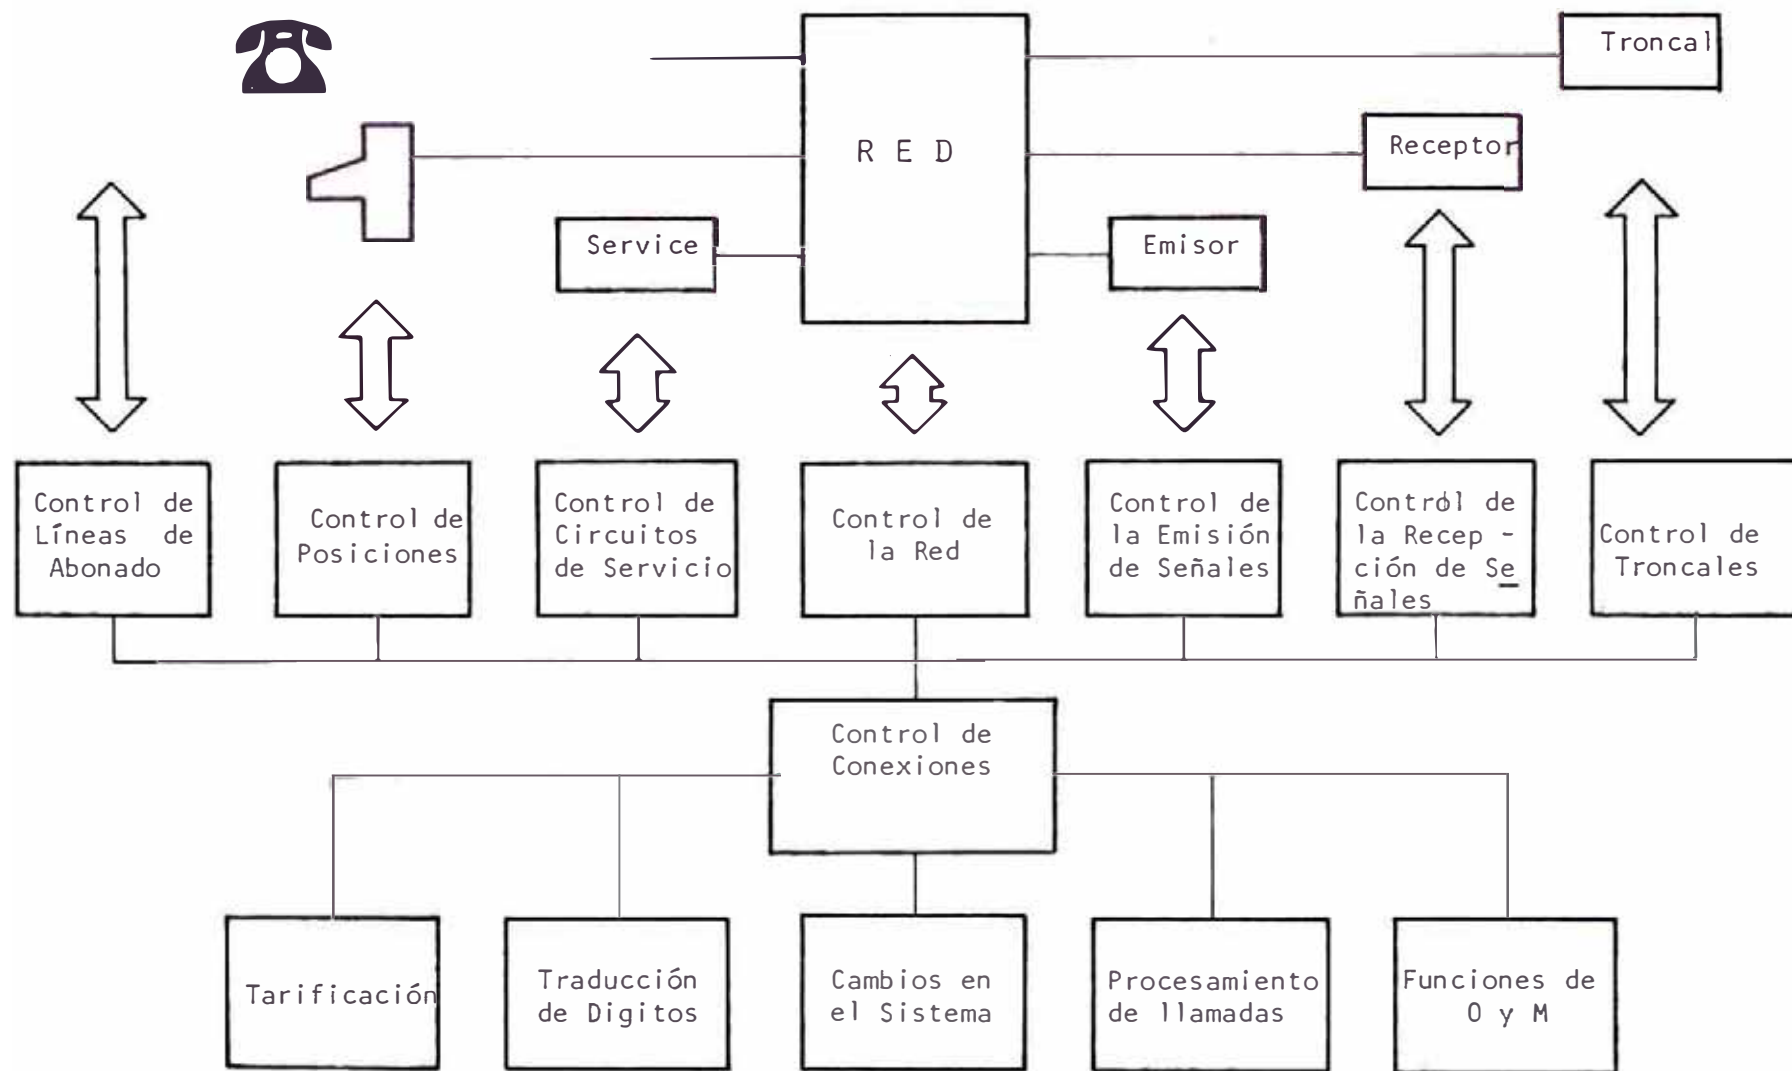 Troncal
R E D
Receptor
Service
Emisor
Control de
Líneas de
Abonado
Control de
Posiciones
Control de
Circuitos
de Servicio
Control de
la Red
Control de
la Emisión
de Señales
Control de
la Recep -
ción de Se
ñales
Control de
Troncales
Control de
Conexiones
Tarificación
Traducción
de Digitos
Cambios en
el Sistema
Procesamiento
de llamadas
Funciones de
O y M